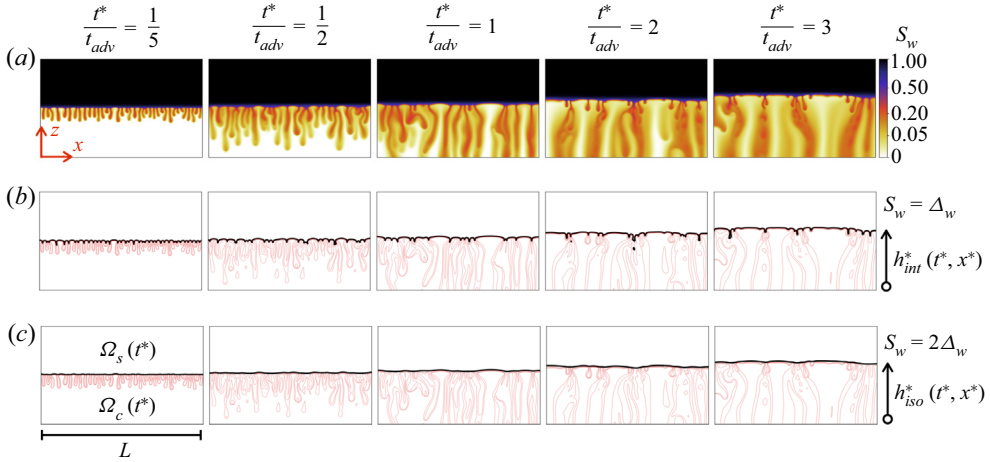 t*/t_adv = 1/5 t*/t_adv = 1/2 t*/t_adv = 1 t*/t_adv = 2 t*/t_adv = 3
(a) S_w
1.00
0.50
0.20
0.05
0
z
x
(b) S_w = Δ_w
h*_int (t*, x*)
(c) S_w = 2Δ_w
Ω_s (t*)
Ω_c (t*)
h*_iso (t*, x*)
L